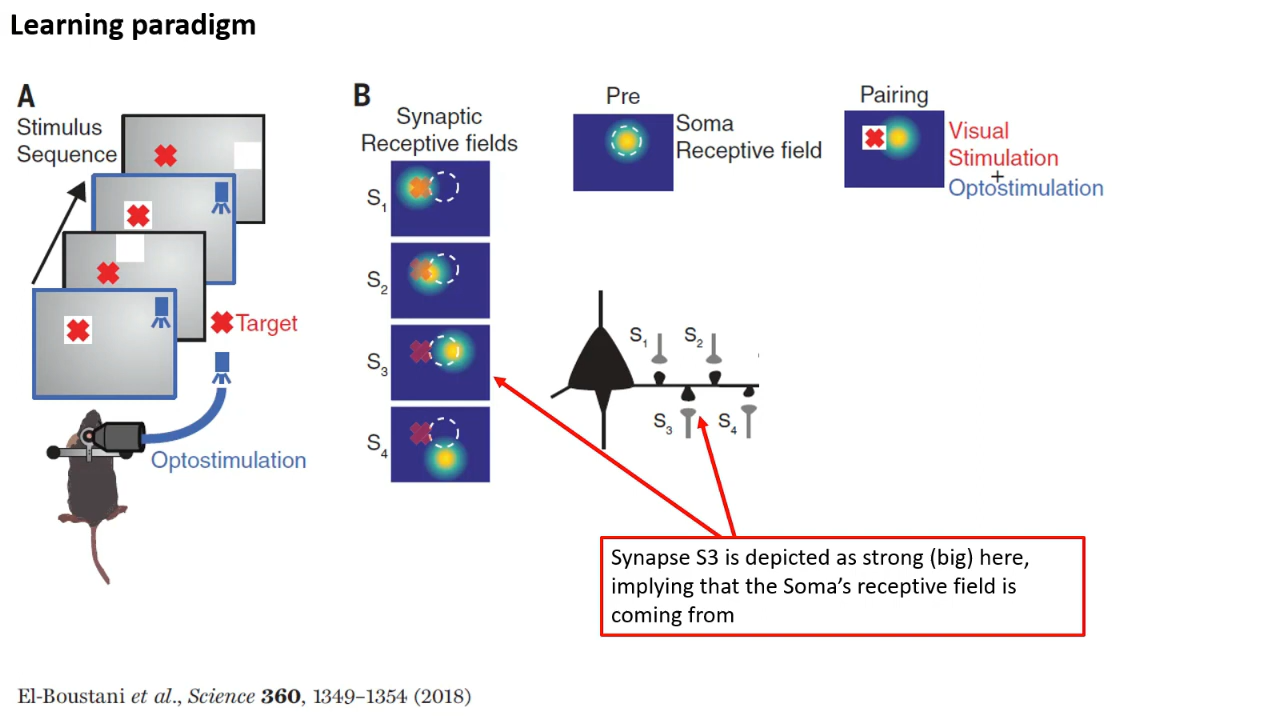 Learning paradigm
A
Stimulus
Sequence
Target
Optostimulation
B
Synaptic
Receptive fields
S1
S2
S3
S4
Pre
Soma
Receptive field
Pairing
Visual
Stimulation
+
Optostimulation
S1 S2
S3 S4
Synapse S3 is depicted as strong (big) here,
implying that the Soma’s receptive field is
coming from
El-Boustani et al., Science 360, 1349–1354 (2018)